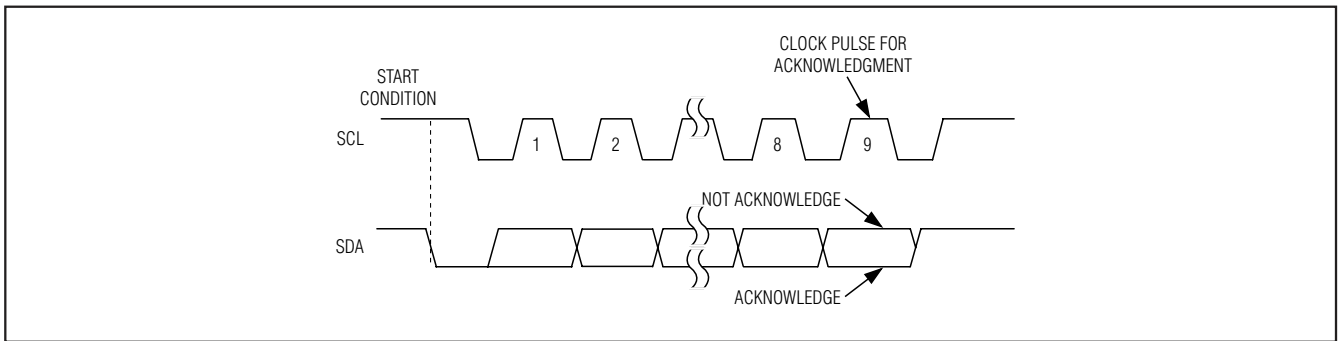 CLOCK PULSE FOR
ACKNOWLEDGMENT
START
CONDITION
SCL
1
2
8
9
NOT ACKNOWLEDGE
SDA
ACKNOWLEDGE